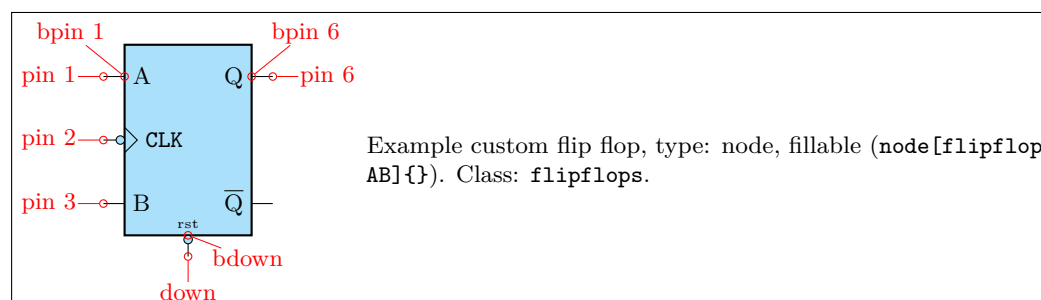 bpin 1
bpin 6
pin 1
A
Q
pin 6
pin 2
CLK
Example custom flip flop, type: node, fillable (node[flipflop
AB]{}). Class: flipflops.
pin 3
B
Q̅
rst
bdown
down